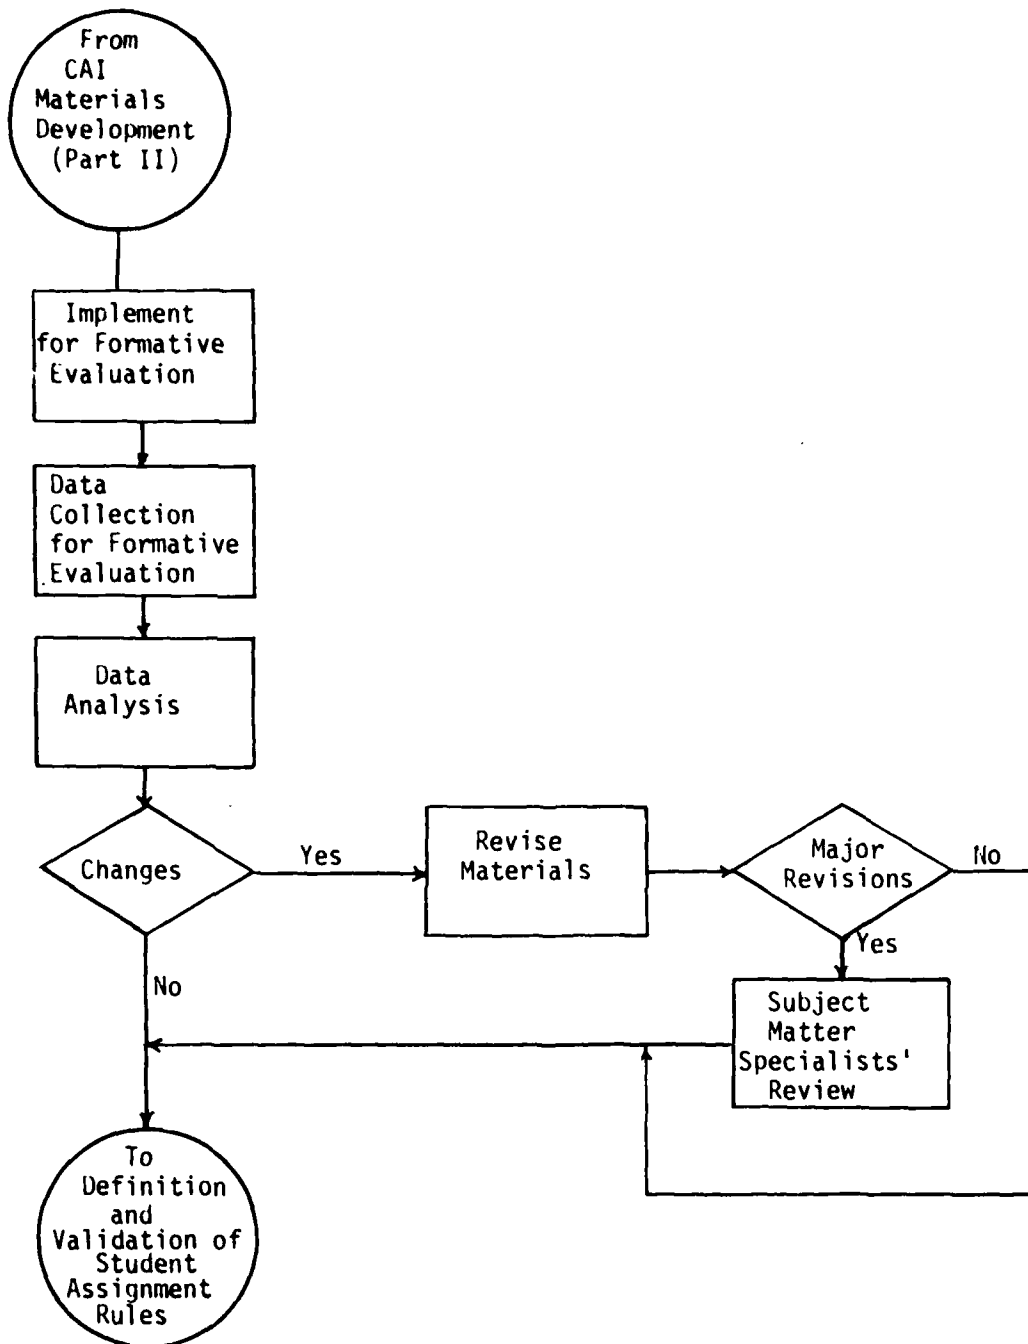 From
CAI
Materials
Development
(Part II)
Implement
for Formative
Evaluation
Data
Collection
for Formative
Evaluation
Data
Analysis
Changes
Yes
Revise
Materials
Major
Revisions
No
Yes
No
Subject
Matter
Specialists'
Review
To
Definition
and
Validation of
Student
Assignment
Rules